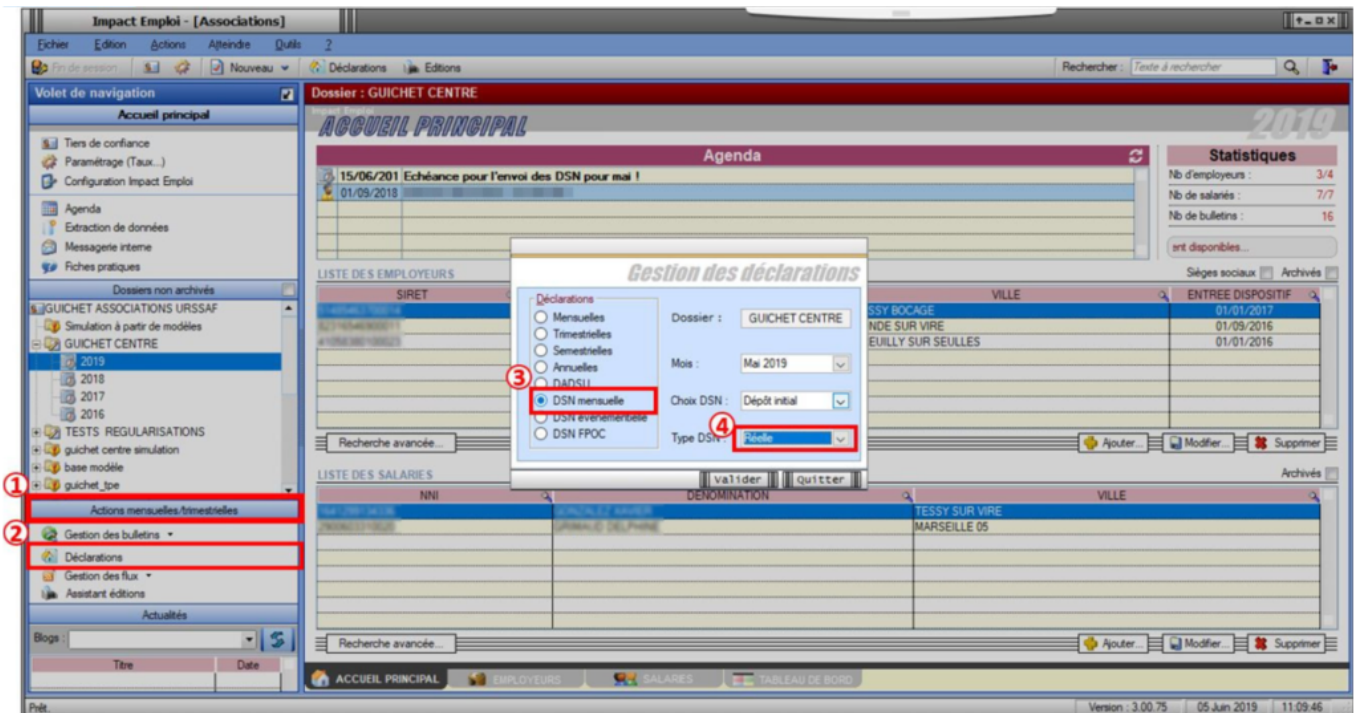 Impact Emploi - [Associations]
Fichier Edition Actions Atteindre Outils ?
Fin de session Nouveau Déclarations Editions Rechercher : Texte à rechercher
Volet de navigation
Accueil principal
Tiers de confiance
Paramétrage (Taux...)
Configuration Impact Emploi
Agenda
Extraction de données
Messagerie interne
Fiches pratiques
Dossiers non archivés
GUICHET ASSOCIATIONS URSSAF
Simulation à partir de modèles
GUICHET CENTRE
2019
2018
2017
2016
TESTS REGULARISATIONS
guichet centre simulation
base modèle
guichet_tpe
①
Actions mensuelles/trimestrielles
②
Gestion des bulletins
Déclarations
Gestion des flux
Assistant éditions
Actualités
Blogs :
Titre Date
Dossier : GUICHET CENTRE
Impact Emploi
ACCUEIL PRINCIPAL 2019
Agenda
15/06/201 Echéance pour l'envoi des DSN pour mai !
01/09/2018
Statistiques
Nb d'employeurs : 3/4
Nb de salariés : 7/7
Nb de bulletins : 16
ent disponibles...
LISTE DES EMPLOYEURS Sièges sociaux Archivés
SIRET VILLE ENTREE DISPOSITIF
SSY BOCAGE 01/01/2017
NDE SUR VIRE 01/09/2016
EUILLY SUR SEULLES 01/01/2016
Gestion des déclarations
Déclarations
Mensuelles
Trimestrielles
Semestrielles
Annuelles
③
DADSU
DSN mensuelle
DSN évènementielle
DSN FPOC
Dossier : GUICHET CENTRE
Mois : Mai 2019
Choix DSN : Dépôt initial
④
Type DSN : Réelle
Valider Quitter
Recherche avancée... Ajouter... Modifier... Supprimer
LISTE DES SALARIES Archivés
NNI DENOMINATION VILLE
TESSY SUR VIRE
MARSEILLE 05
Recherche avancée... Ajouter... Modifier... Supprimer
ACCUEIL PRINCIPAL EMPLOYEURS SALARIES TABLEAU DE BORD
Prêt. Version : 3.00.75 05 Juin 2019 11:09:46